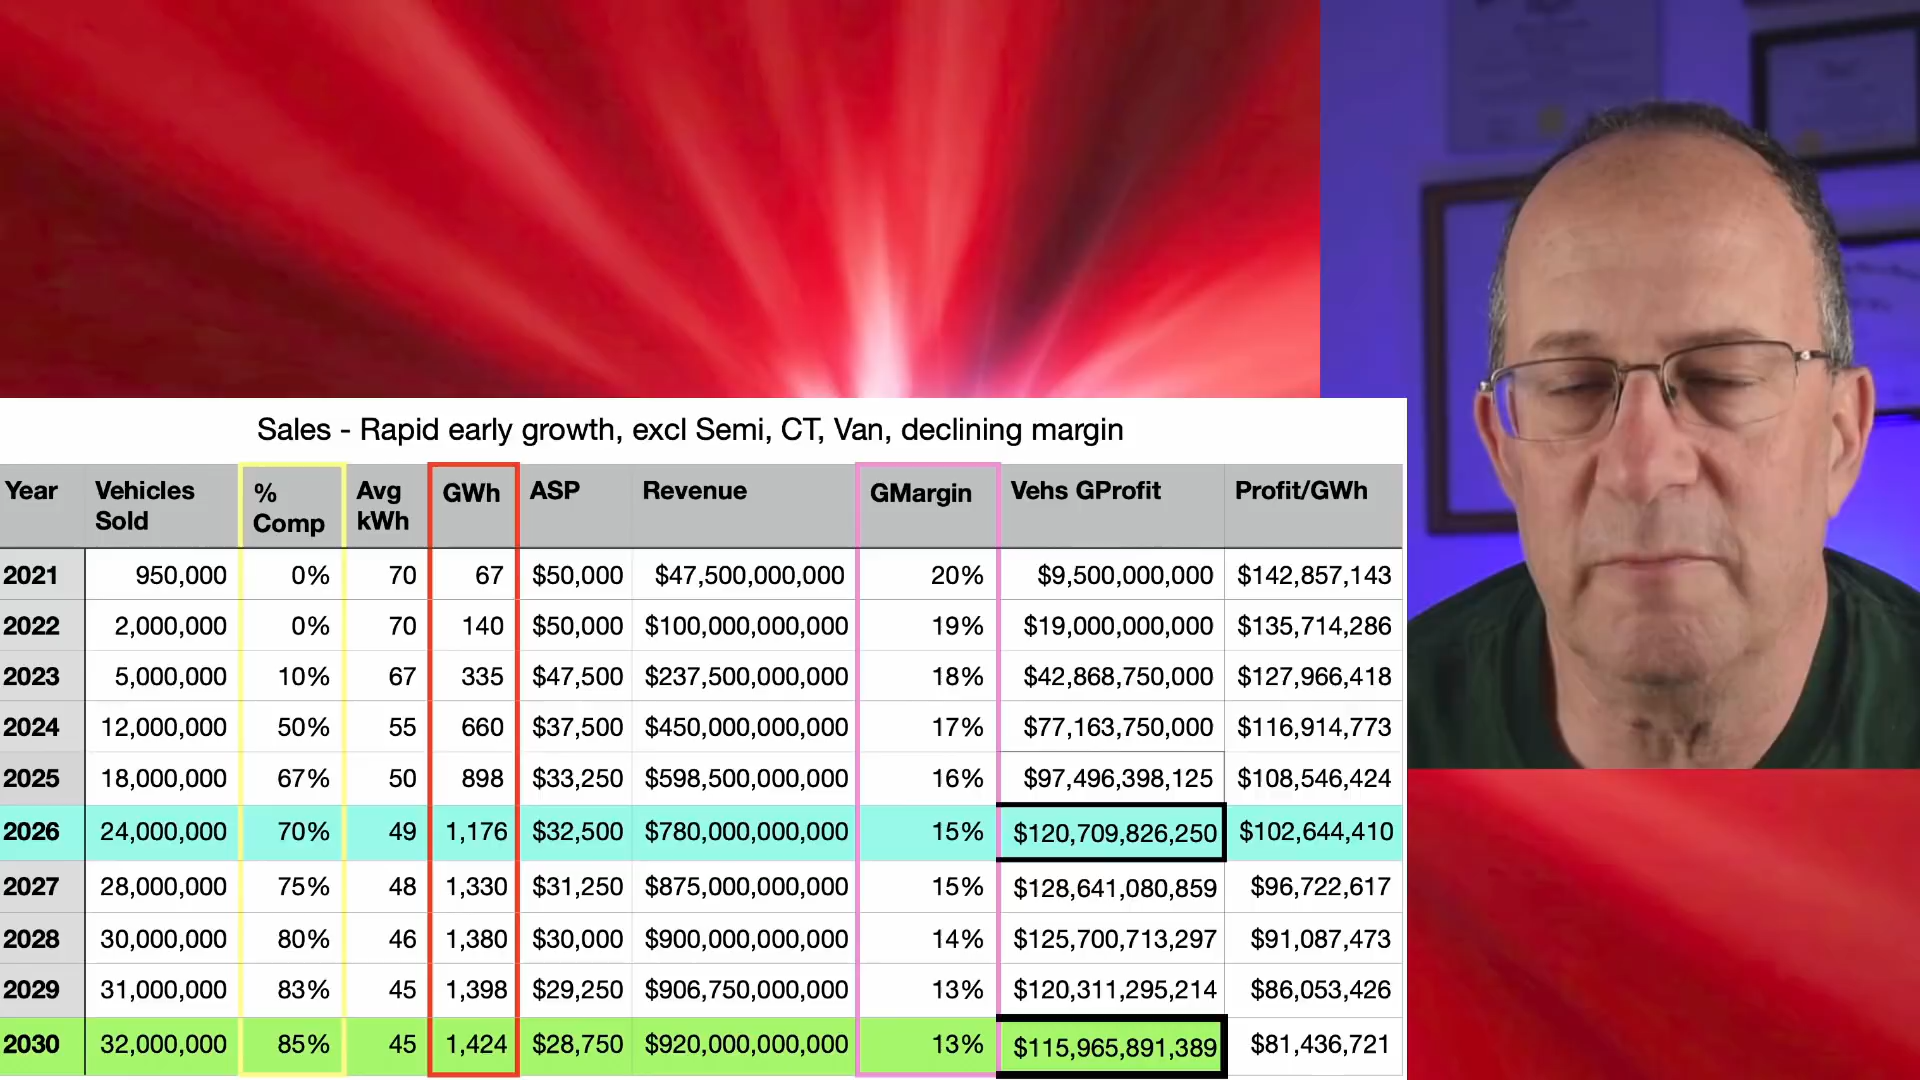 Sales - Rapid early growth, excl Semi, CT, Van, declining margin
Year Vehicles Sold % Comp Avg kWh GWh ASP Revenue GMargin Vehs GProfit Profit/GWh
2021 950,000 0% 70 67 $50,000 $47,500,000,000 20% $9,500,000,000 $142,857,143
2022 2,000,000 0% 70 140 $50,000 $100,000,000,000 19% $19,000,000,000 $135,714,286
2023 5,000,000 10% 67 335 $47,500 $237,500,000,000 18% $42,868,750,000 $127,966,418
2024 12,000,000 50% 55 660 $37,500 $450,000,000,000 17% $77,163,750,000 $116,914,773
2025 18,000,000 67% 50 898 $33,250 $598,500,000,000 16% $97,496,398,125 $108,546,424
2026 24,000,000 70% 49 1,176 $32,500 $780,000,000,000 15% $120,709,826,250 $102,644,410
2027 28,000,000 75% 48 1,330 $31,250 $875,000,000,000 15% $128,641,080,859 $96,722,617
2028 30,000,000 80% 46 1,380 $30,000 $900,000,000,000 14% $125,700,713,297 $91,087,473
2029 31,000,000 83% 45 1,398 $29,250 $906,750,000,000 13% $120,311,295,214 $86,053,426
2030 32,000,000 85% 45 1,424 $28,750 $920,000,000,000 13% $115,965,891,389 $81,436,721